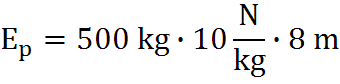 Eₚ = 500 kg · 10 N/kg · 8 m